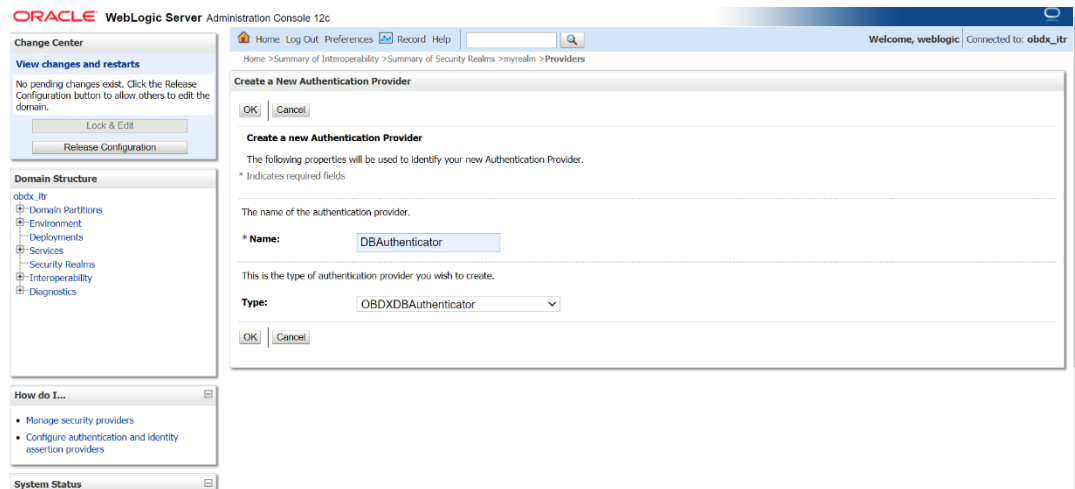 ORACLE WebLogic Server Administration Console 12c
Change Center
View changes and restarts
No pending changes exist. Click the Release
Configuration button to allow others to edit the
domain.
Lock & Edit
Release Configuration
Domain Structure
obdx_itr
Domain Partitions
Environment
Deployments
Services
Security Realms
Interoperability
Diagnostics
How do I...
Manage security providers
Configure authentication and identity
assertion providers
System Status
Home Log Out Preferences Record Help
Welcome, weblogic Connected to: obdx_itr
Home >Summary of Interoperability >Summary of Security Realms >myrealm >Providers
Create a New Authentication Provider
OK Cancel
Create a new Authentication Provider
The following properties will be used to identify your new Authentication Provider.
* Indicates required fields
The name of the authentication provider.
* Name: DBAuthenticator
This is the type of authentication provider you wish to create.
Type: OBDXDBAuthenticator
OK Cancel